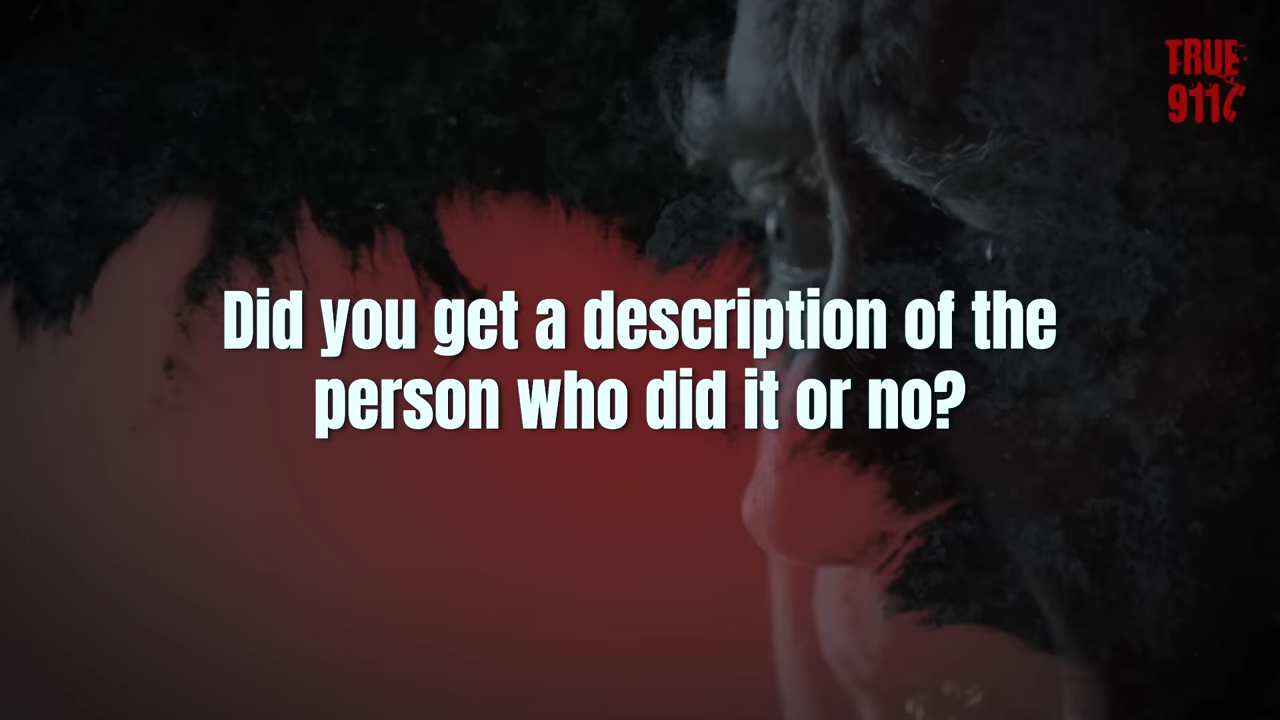 TRUE
911
Did you get a description of the
person who did it or no?